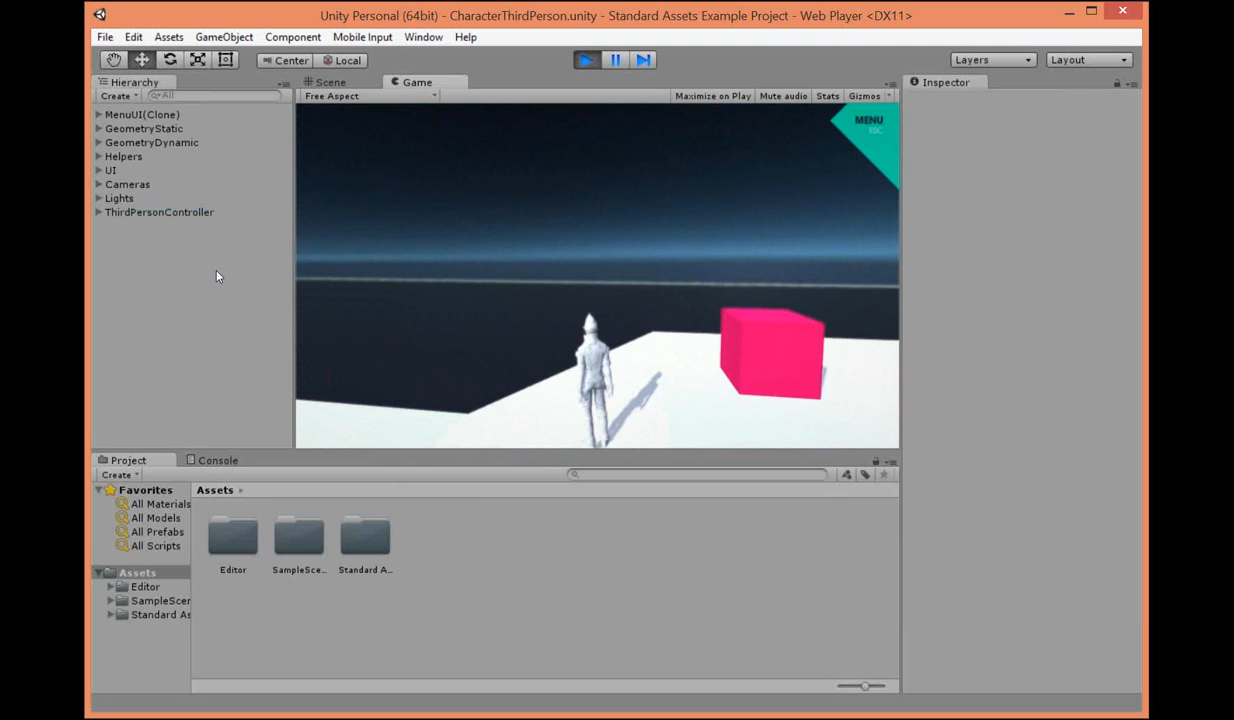 Unity Personal (64bit) - CharacterThirdPerson.unity - Standard Assets Example Project - Web Player <DX11>
File Edit Assets GameObject Component Mobile Input Window Help
Center Local Layers Layout
Hierarchy Scene Game Inspector
Create All Free Aspect Maximize on Play Mute audio Stats Gizmos
MenuUI(Clone)
GeometryStatic
GeometryDynamic
Helpers
UI
Cameras
Lights
ThirdPersonController
MENU
ESC
Project Console
Create
Favorites
All Materials
All Models
All Prefabs
All Scripts
Assets
Editor
SampleScer
Standard As
Assets
Editor SampleSce... Standard A...